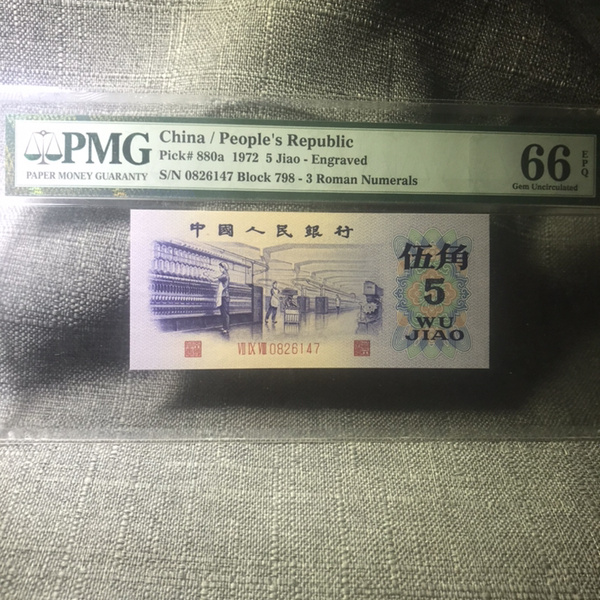 PMG
PAPER MONEY GUARANTY
China / People's Republic
Pick# 880a 1972 5 Jiao - Engraved
S/N 0826147 Block 798 - 3 Roman Numerals
66 EPQ
Gem Uncirculated
中國人民銀行
伍角
5
WU
JIAO
VII IX VIII 0826147